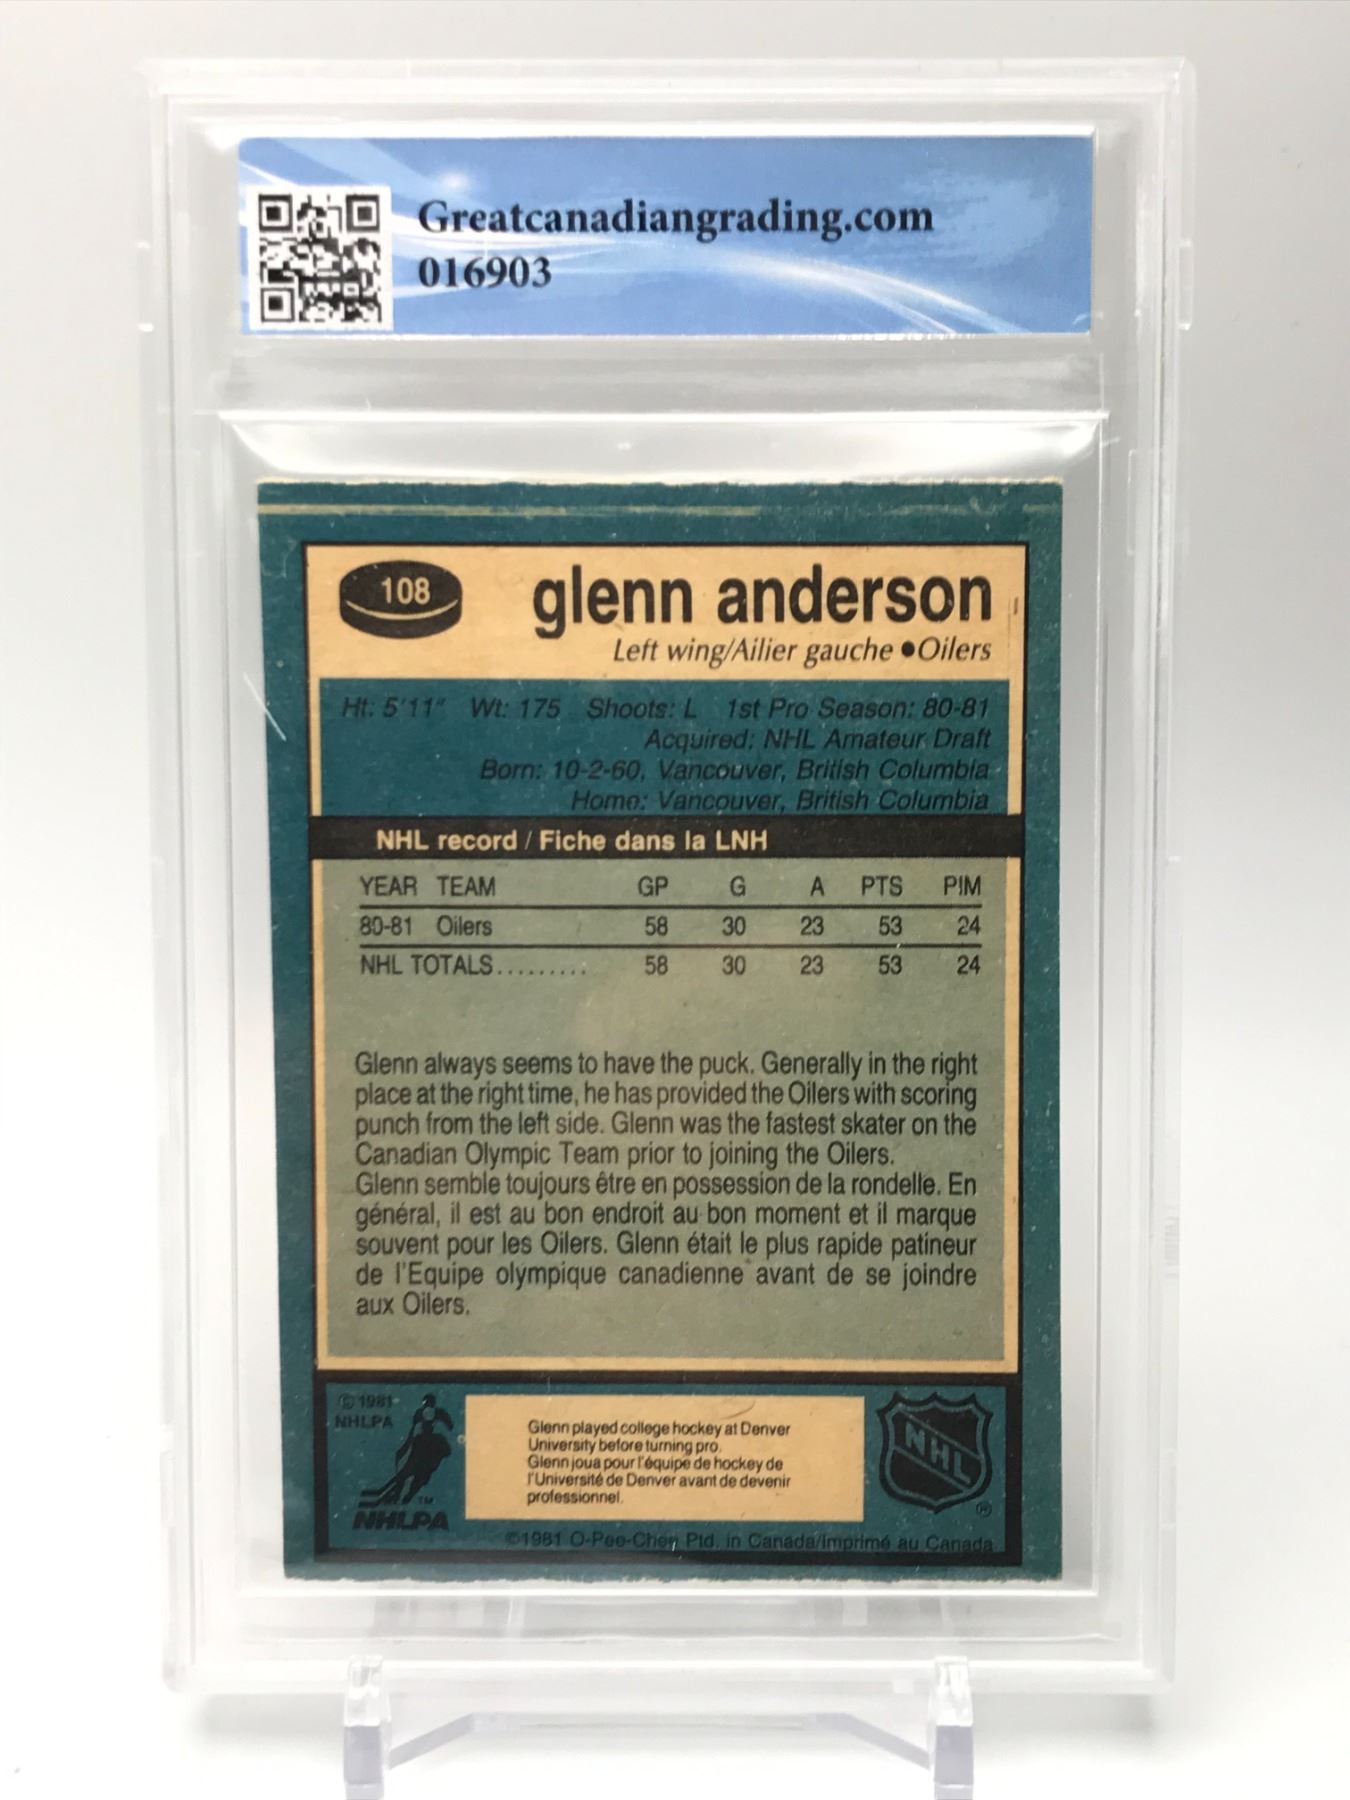 Greatcanadiangrading.com
016903
108
glenn anderson
Left wing/Ailier gauche ●Oilers
Ht: 5'11" Wt: 175 Shoots: L 1st Pro Season: 80-81
Acquired: NHL Amateur Draft
Born: 10-2-60, Vancouver, British Columbia
Home: Vancouver, British Columbia
NHL record / Fiche dans la LNH
YEAR TEAM GP G A PTS PIM
80-81 Oilers 58 30 23 53 24
NHL TOTALS......... 58 30 23 53 24
Glenn always seems to have the puck. Generally in the right
place at the right time, he has provided the Oilers with scoring
punch from the left side. Glenn was the fastest skater on the
Canadian Olympic Team prior to joining the Oilers.
Glenn semble toujours être en possession de la rondelle. En
général, il est au bon endroit au bon moment et il marque
souvent pour les Oilers. Glenn était le plus rapide patineur
de l'Equipe olympique canadienne avant de se joindre
aux Oilers.
© 1981
NHLPA
TM
NHLPA
Glenn played college hockey at Denver
University before turning pro.
Glenn joua pour l'équipe de hockey de
l'Université de Denver avant de devenir
professionnel.
NHL
®
©1981 O-Pee-Chee Ptd. in Canada/Imprimé au Canada